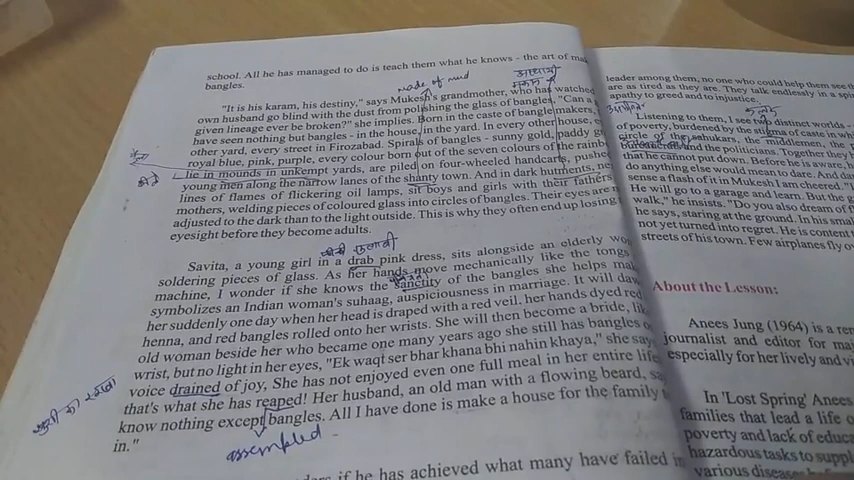 school. All he has managed to do is teach them what he knows - the art of
bangles.
made of mud
"It is his karam, his destiny," says Mukesh's grandmother, who has watched
own husband go blind with the dust from polishing the glass of bangles, "Can a
given lineage ever be broken?" she implies. Born in the caste of bangle makers,
have seen nothing but bangles - in the house, in the yard. In every other house,
other yard, every street in Firozabad. Spirals of bangles - sunny gold, paddy
royal blue, pink, purple, every colour born out of the seven colours of the
lie in mounds in unkempt yards, are piled on four-wheeled handcarts,
young men along the narrow lanes of the shanty town. And in dark hutments,
lines of flames of flickering oil lamps, sit boys and girls with their fathers
mothers, welding pieces of coloured glass into circles of bangles. Their eyes are
adjusted to the dark than to the light outside. This is why they often end up losing
eyesight before they become adults.
Savita, a young girl in a drab pink dress, sits alongside an elderly
soldering pieces of glass. As her hands move mechanically like the tongs
machine, I wonder if she knows the sanctity of the bangles she helps
symbolizes an Indian woman's suhaag, auspiciousness in marriage. It will
her suddenly one day when her head is draped with a red veil. her hands dyed red
henna, and red bangles rolled onto her wrists. She will then become a bride,
old woman beside her who became one many years ago she still has bangles
wrist, but no light in her eyes, "Ek waqt ser bhar khana bhi nahin khaya," she
voice drained of joy, She has not enjoyed even one full meal in her entire life
that's what she has reaped! Her husband, an old man with a flowing beard,
know nothing except bangles. All I have done is make a house for the family
in."
assembled
if he has achieved what many have failed in
leader among them, no one who could help them see
are as tired as they are. They talk endlessly in a
apathy to greed and to injustice.
Listening to them, I see two distinct worlds -
of poverty, bordered by the stigma of caste in
circle of the sahukars, the middlemen, the
and the politicians. Together they
that he cannot put down. Before he is aware,
do anything else would mean to dare. And
sense a flash of it in Mukesh I am cheered. "I
He will go to a garage and learn. But the
walk," he insists. "Do you also dream of
he says, staring at the ground. In his small
not yet turned into regret. He is content
streets of his town. Few airplanes fly
About the Lesson:
Anees Jung (1964) is a
journalist and editor for
especially for her lively and
In 'Lost Spring' Anees
families that lead a life
poverty and lack of
hazardous tasks to
various